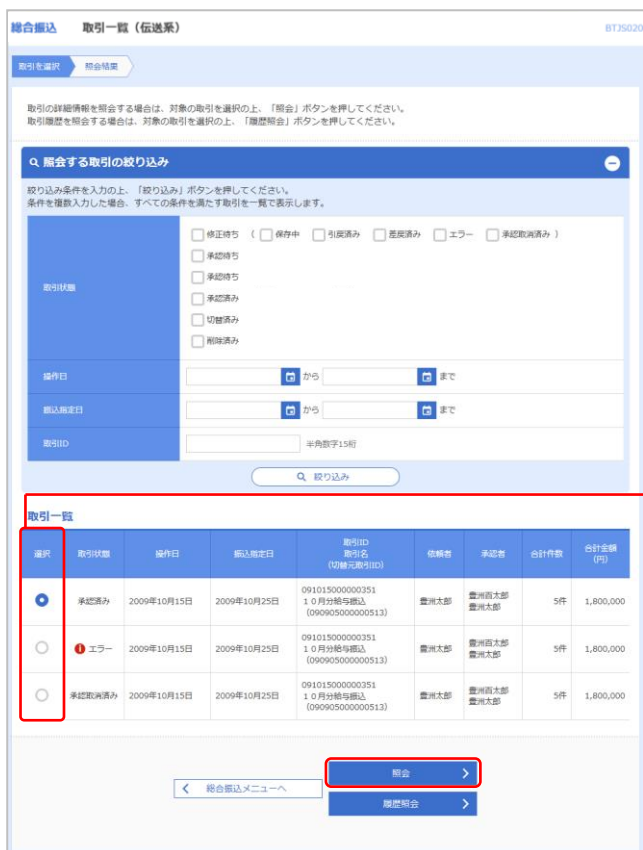 総合振込 取引一覧（伝送系） BTJS020
取引を選択 照会結果
取引の詳細情報を照会する場合は、対象の取引を選択の上、「照会」ボタンを押してください。
取引履歴を照会する場合は、対象の取引を選択の上、「履歴照会」ボタンを押してください。
照会する取引の絞り込み
絞り込み条件を入力の上、「絞り込み」ボタンを押してください。
条件を複数入力した場合、すべての条件を満たす取引を一覧で表示します。
取引状態
修正待ち （ 保存中 引戻済み 差戻済み エラー 承認取消済み ）
承認待ち
承認待ち
承認済み
切替済み
削除済み
操作日 から まで
振込指定日 から まで
取引ID 半角数字15桁
絞り込み
取引一覧
選択 取引状態 操作日 振込指定日 取引ID 取引名 (切替元取引ID) 依頼者 承認者 合計件数 合計金額 (円)
承認済み 2009年10月15日 2009年10月25日 091015000000351 １０月分給与振込 (090905000000513) 豊洲太郎 豊洲百太郎 豊洲太郎 5件 1,800,000
エラー 2009年10月15日 2009年10月25日 091015000000351 １０月分給与振込 (090905000000513) 豊洲太郎 豊洲百太郎 豊洲太郎 5件 1,800,000
承認取消済み 2009年10月15日 2009年10月25日 091015000000351 １０月分給与振込 (090905000000513) 豊洲太郎 豊洲百太郎 豊洲太郎 5件 1,800,000
照会
総合振込メニューへ
履歴照会